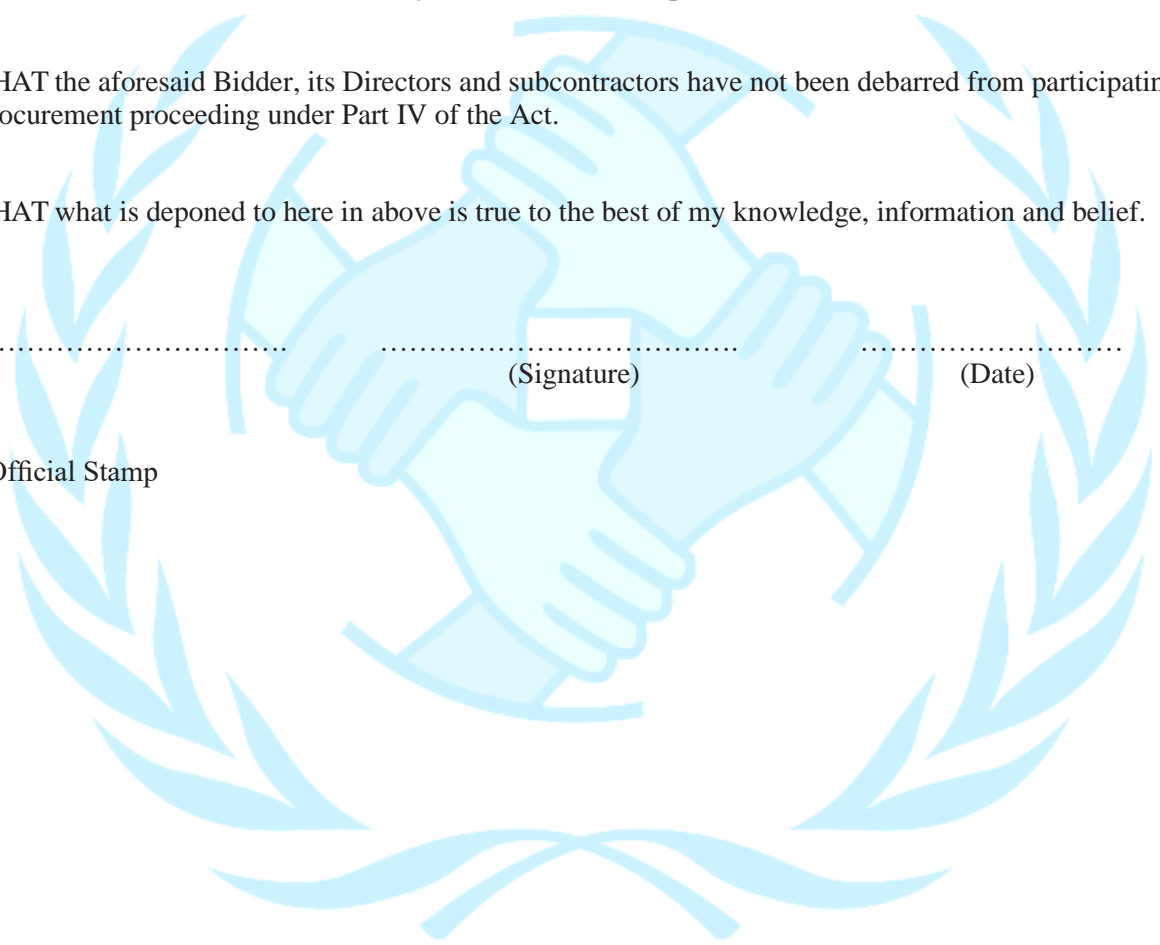 HAT the aforesaid Bidder, its Directors and subcontractors have not been debarred from participatin
ocurement proceeding under Part IV of the Act.
HAT what is deponed to here in above is true to the best of my knowledge, information and belief.
…………………………….. ………………………………. ………………………
(Signature) (Date)
Official Stamp